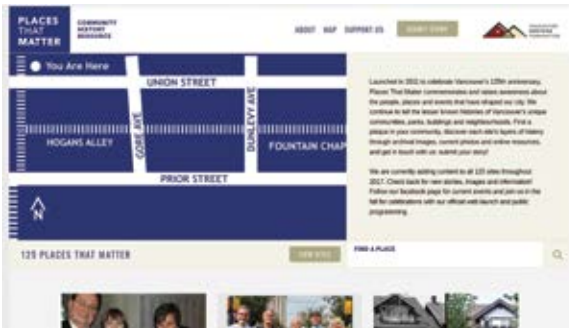 PLACES
THAT
MATTER
COMMUNITY
HISTORY
RESOURCE
ABOUT MAP SUPPORT US
You Are Here
UNION STREET
GORE AVE
DUNLEVY AVE
HOGANS ALLEY
FOUNTAIN CHAP
PRIOR STREET
N
Launched in 2011 to celebrate Vancouver's 125th anniversary,
Places That Matter commemorates and raises awareness about
the people, places and events that have shaped our city. We
continue to tell the lesser known histories of Vancouver's unique
communities, parks, buildings and neighbourhoods. Find a
plaque in your community, discover each site's layers of history
through archival images, current photos and online resources,
and get in touch with us: submit your story!
We are currently adding content to all 125 sites throughout
2017. Check back for new stories, images and information!
Follow our facebook page for current events and join us in the
fall for celebrations with our official web launch and public
programming.
125 PLACES THAT MATTER
VIEW SITES
FIND A PLACE